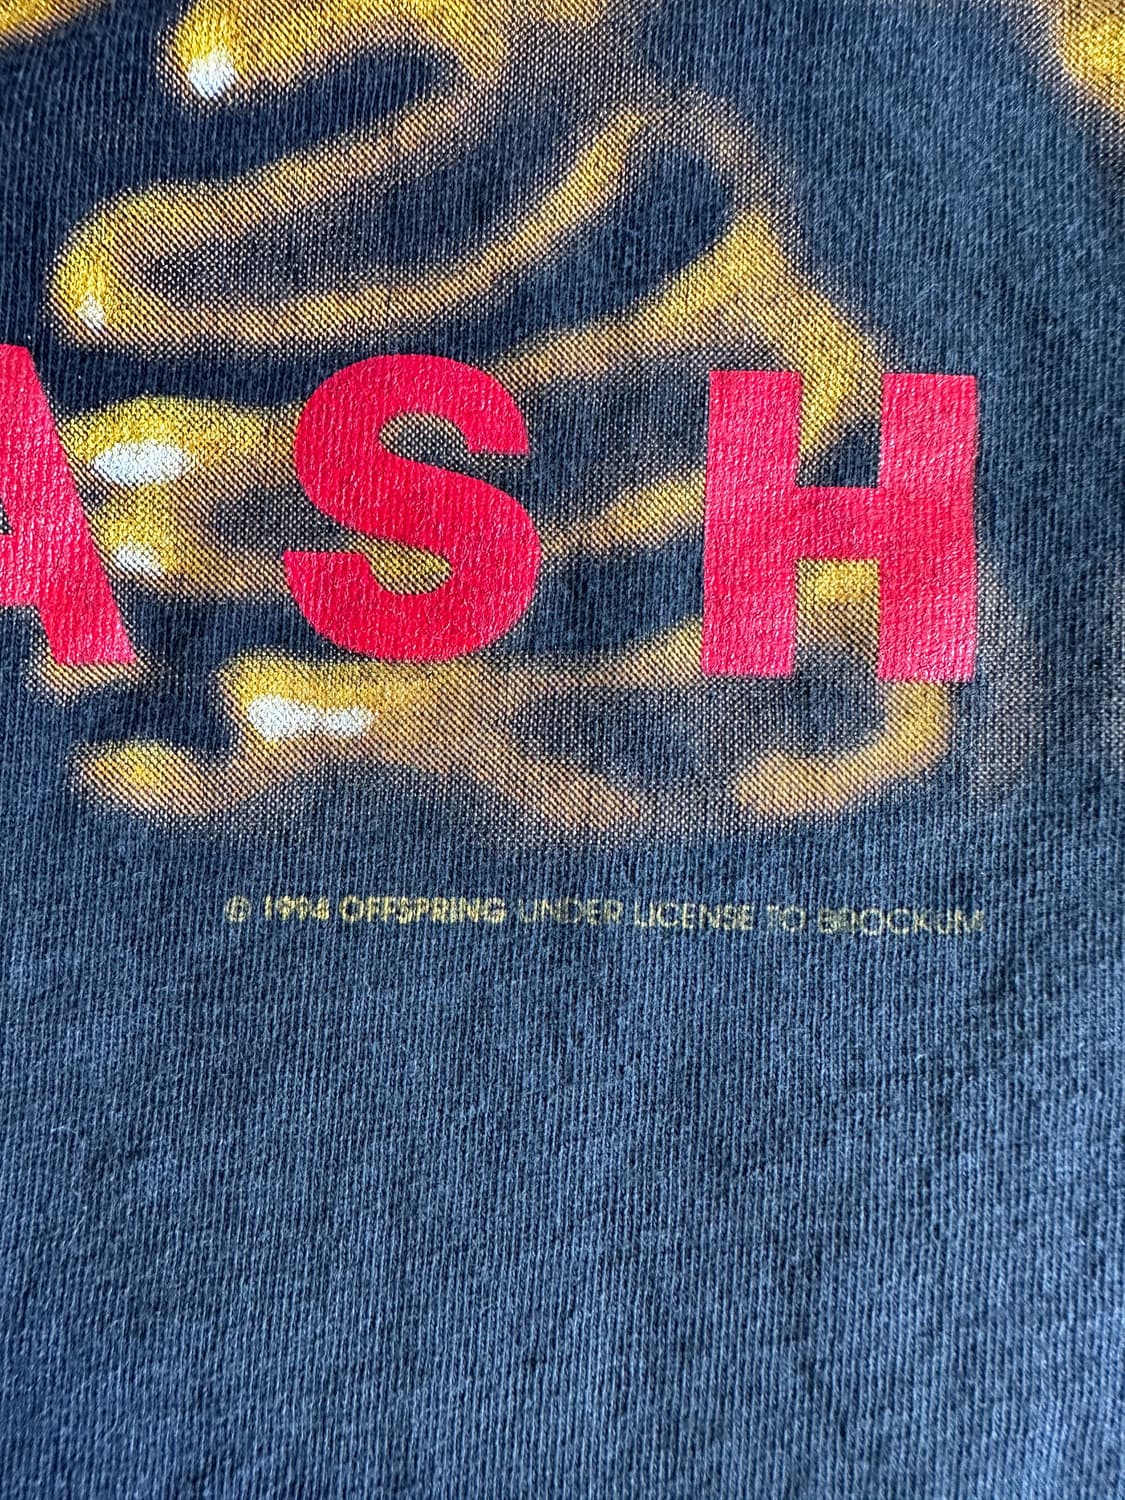 ASH
© 1994 OFFSPRING UNDER LICENSE TO BROCKUM